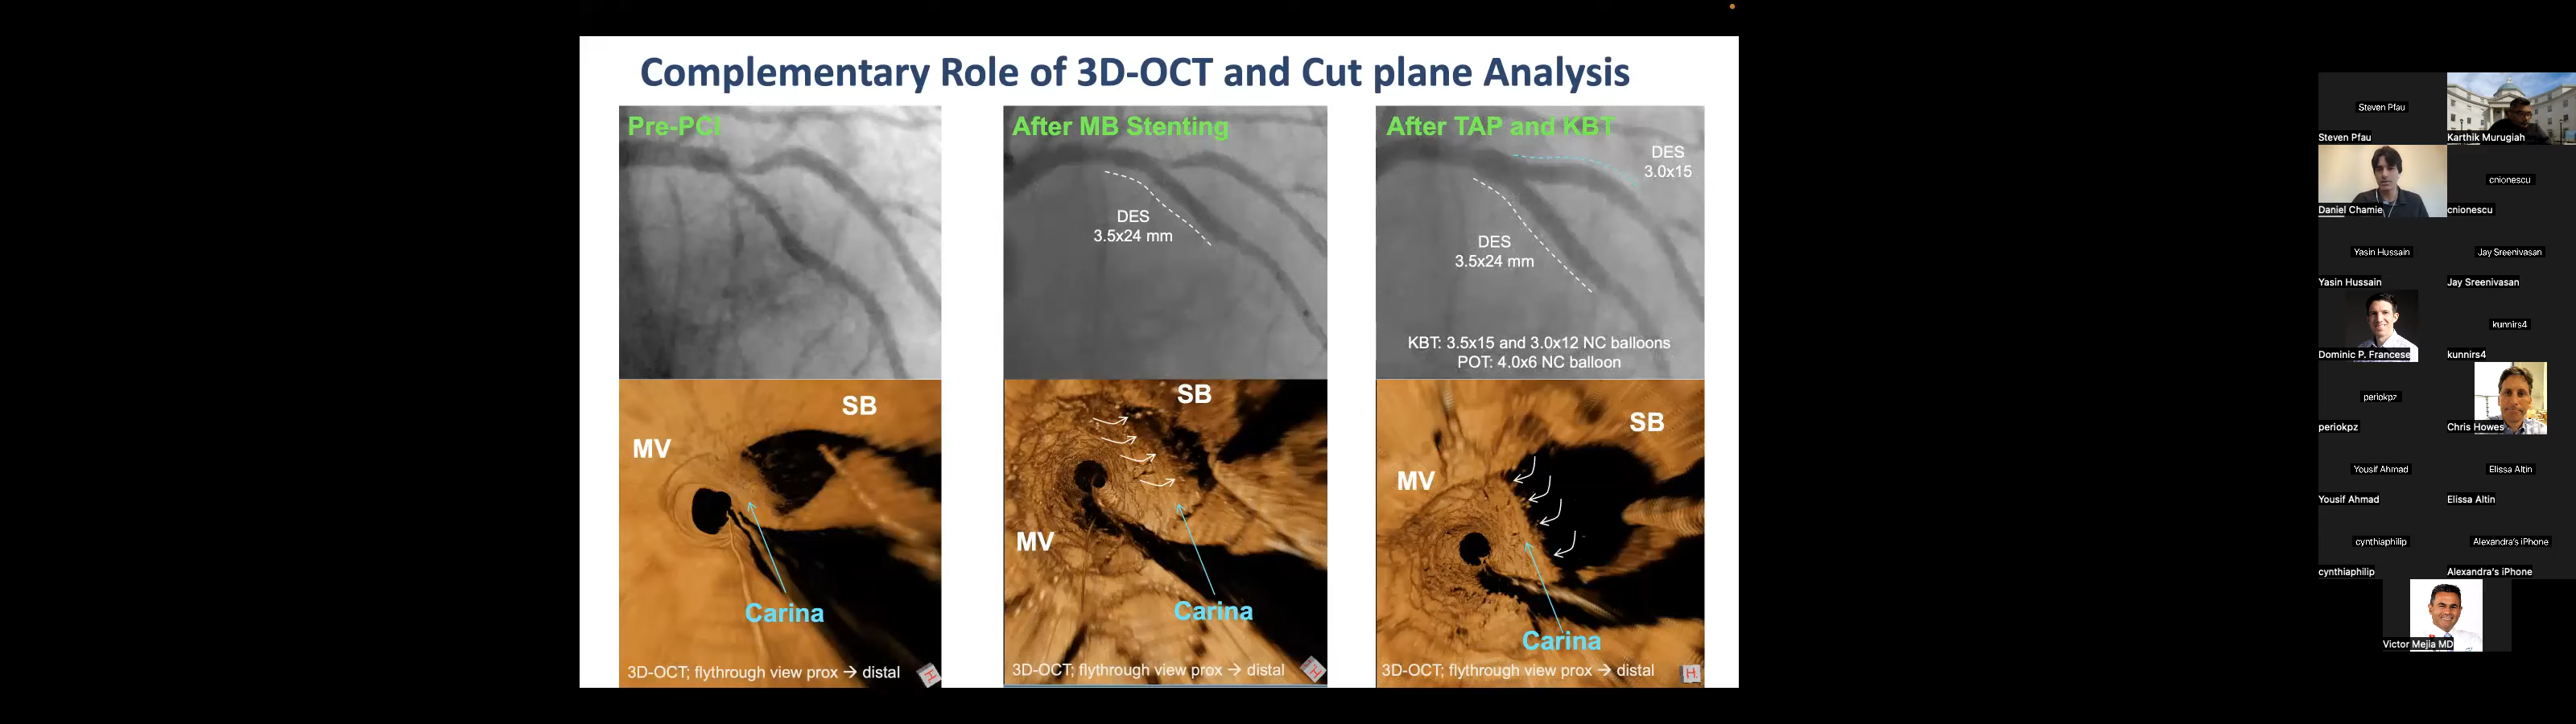 Complementary Role of 3D-OCT and Cut plane Analysis
Pre-PCI
After MB Stenting
After TAP and KBT
DES
3.5x24 mm
DES
3.0x15
DES
3.5x24 mm
KBT: 3.5x15 and 3.0x12 NC balloons
POT: 4.0x6 NC balloon
SB
MV
Carina
3D-OCT; flythrough view prox → distal
H
SB
MV
Carina
3D-OCT; flythrough view prox → distal
H
SB
MV
Carina
3D-OCT; flythrough view prox → distal
H
Steven Pfau
Steven Pfau
Karthik Murugiah
Daniel Chamie
cnionescu
cnionescu
Yasin Hussain
Yasin Hussain
Jay Sreenivasan
Jay Sreenivasan
Dominic P. Francese
kunnirs4
kunnirs4
periokpz
periokpz
Chris Howes
Yousif Ahmad
Yousif Ahmad
Elissa Altin
Elissa Altin
cynthiaphilip
cynthiaphilip
Alexandra's iPhone
Alexandra's iPhone
Victor Mejia MD